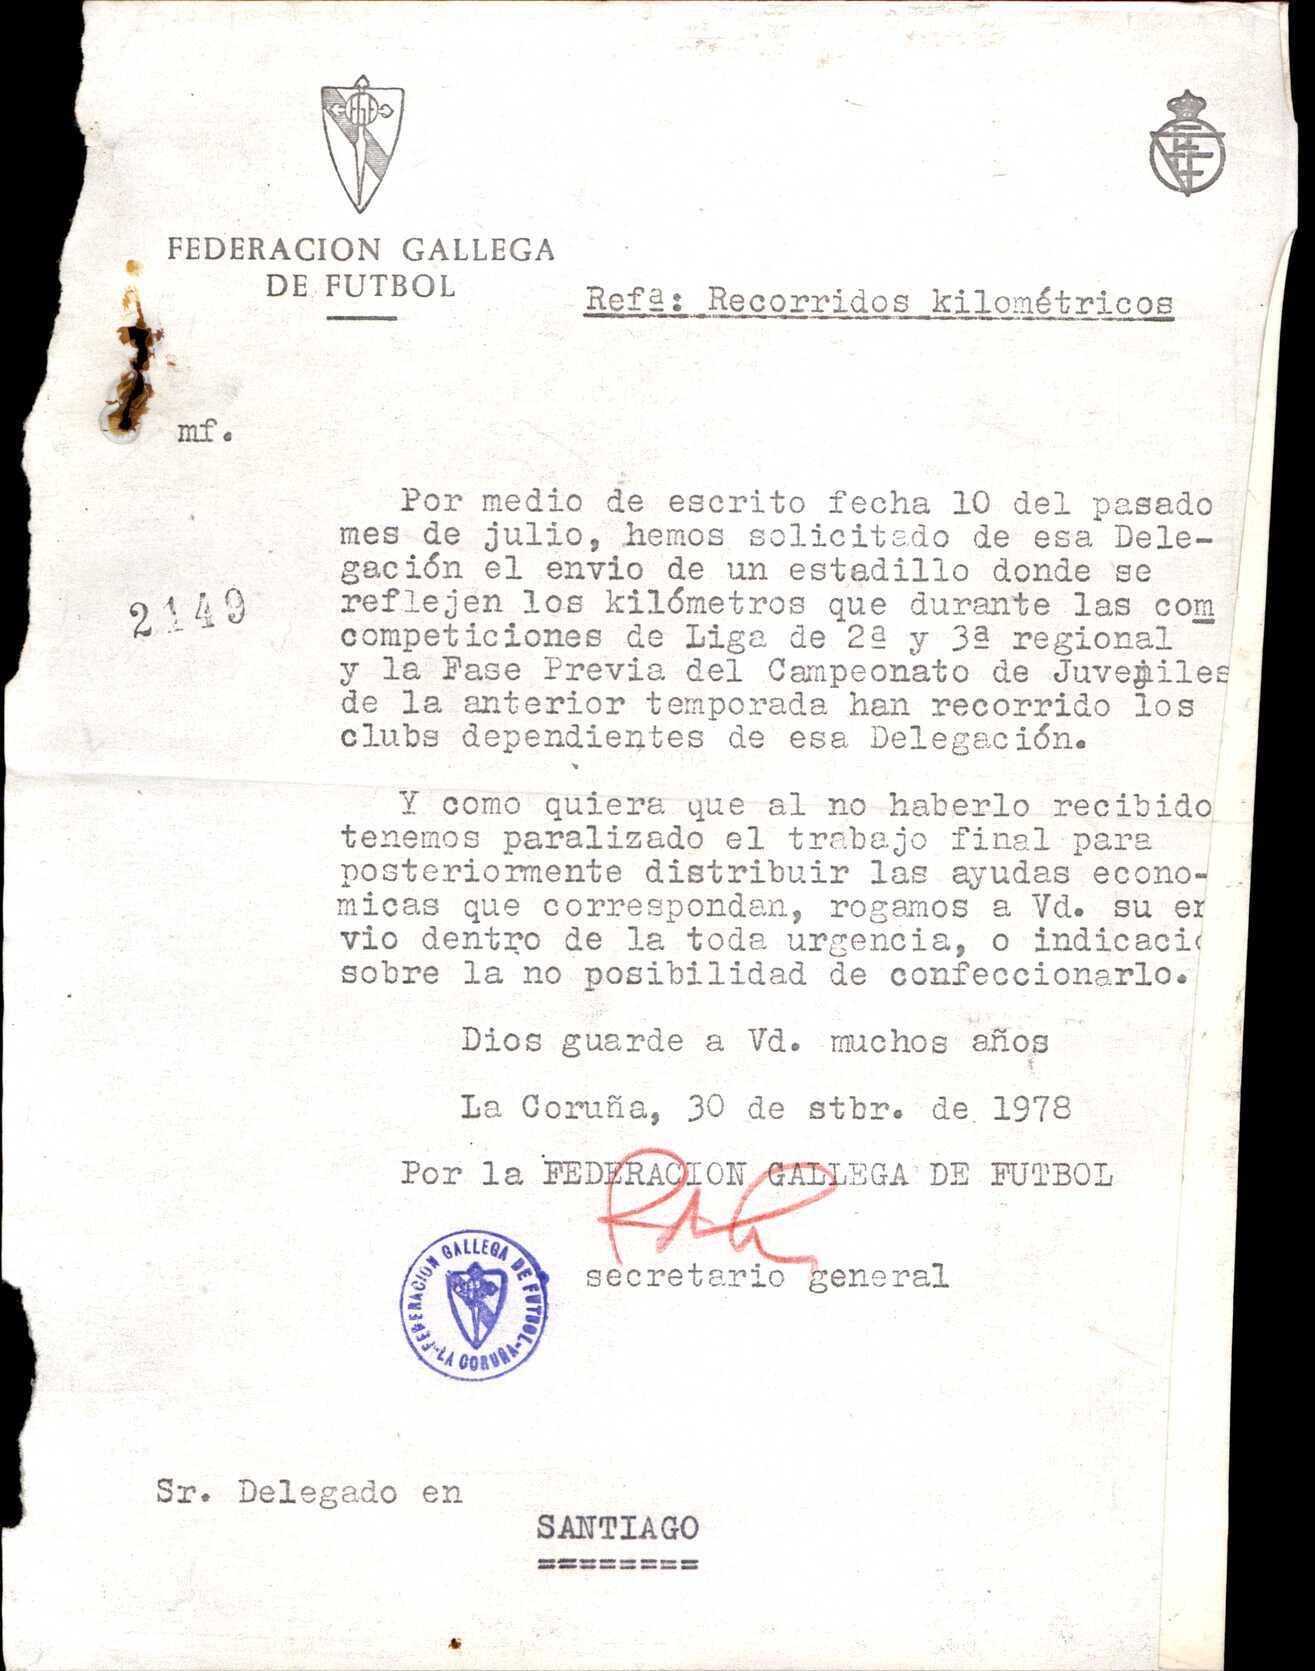 FEDERACION GALLEGA
DE FUTBOL
Refª: Recorridos kilométricos
mf.
2149
Por medio de escrito fecha 10 del pasado
mes de julio, hemos solicitado de esa Dele-
gación el envio de un estadillo donde se
reflejen los kilómetros que durante las com
competiciones de Liga de 2ª y 3ª regional
y la Fase Previa del Campeonato de Juveniles
de la anterior temporada han recorrido los
clubs dependientes de esa Delegación.
Y como quiera que al no haberlo recibido
tenemos paralizado el trabajo final para
posteriormente distribuir las ayudas econo-
micas que correspondan, rogamos a Vd. su en
vio dentro de la toda urgencia, o indicaci
sobre la no posibilidad de confeccionarlo.
Dios guarde a Vd. muchos años
La Coruña, 30 de stbr. de 1978
Por la FEDERACION GALLEGA DE FUTBOL
secretario general
FEDERACION GALLEGA DE FUTBOL
-LA CORUÑA-
Sr. Delegado en
SANTIAGO
========